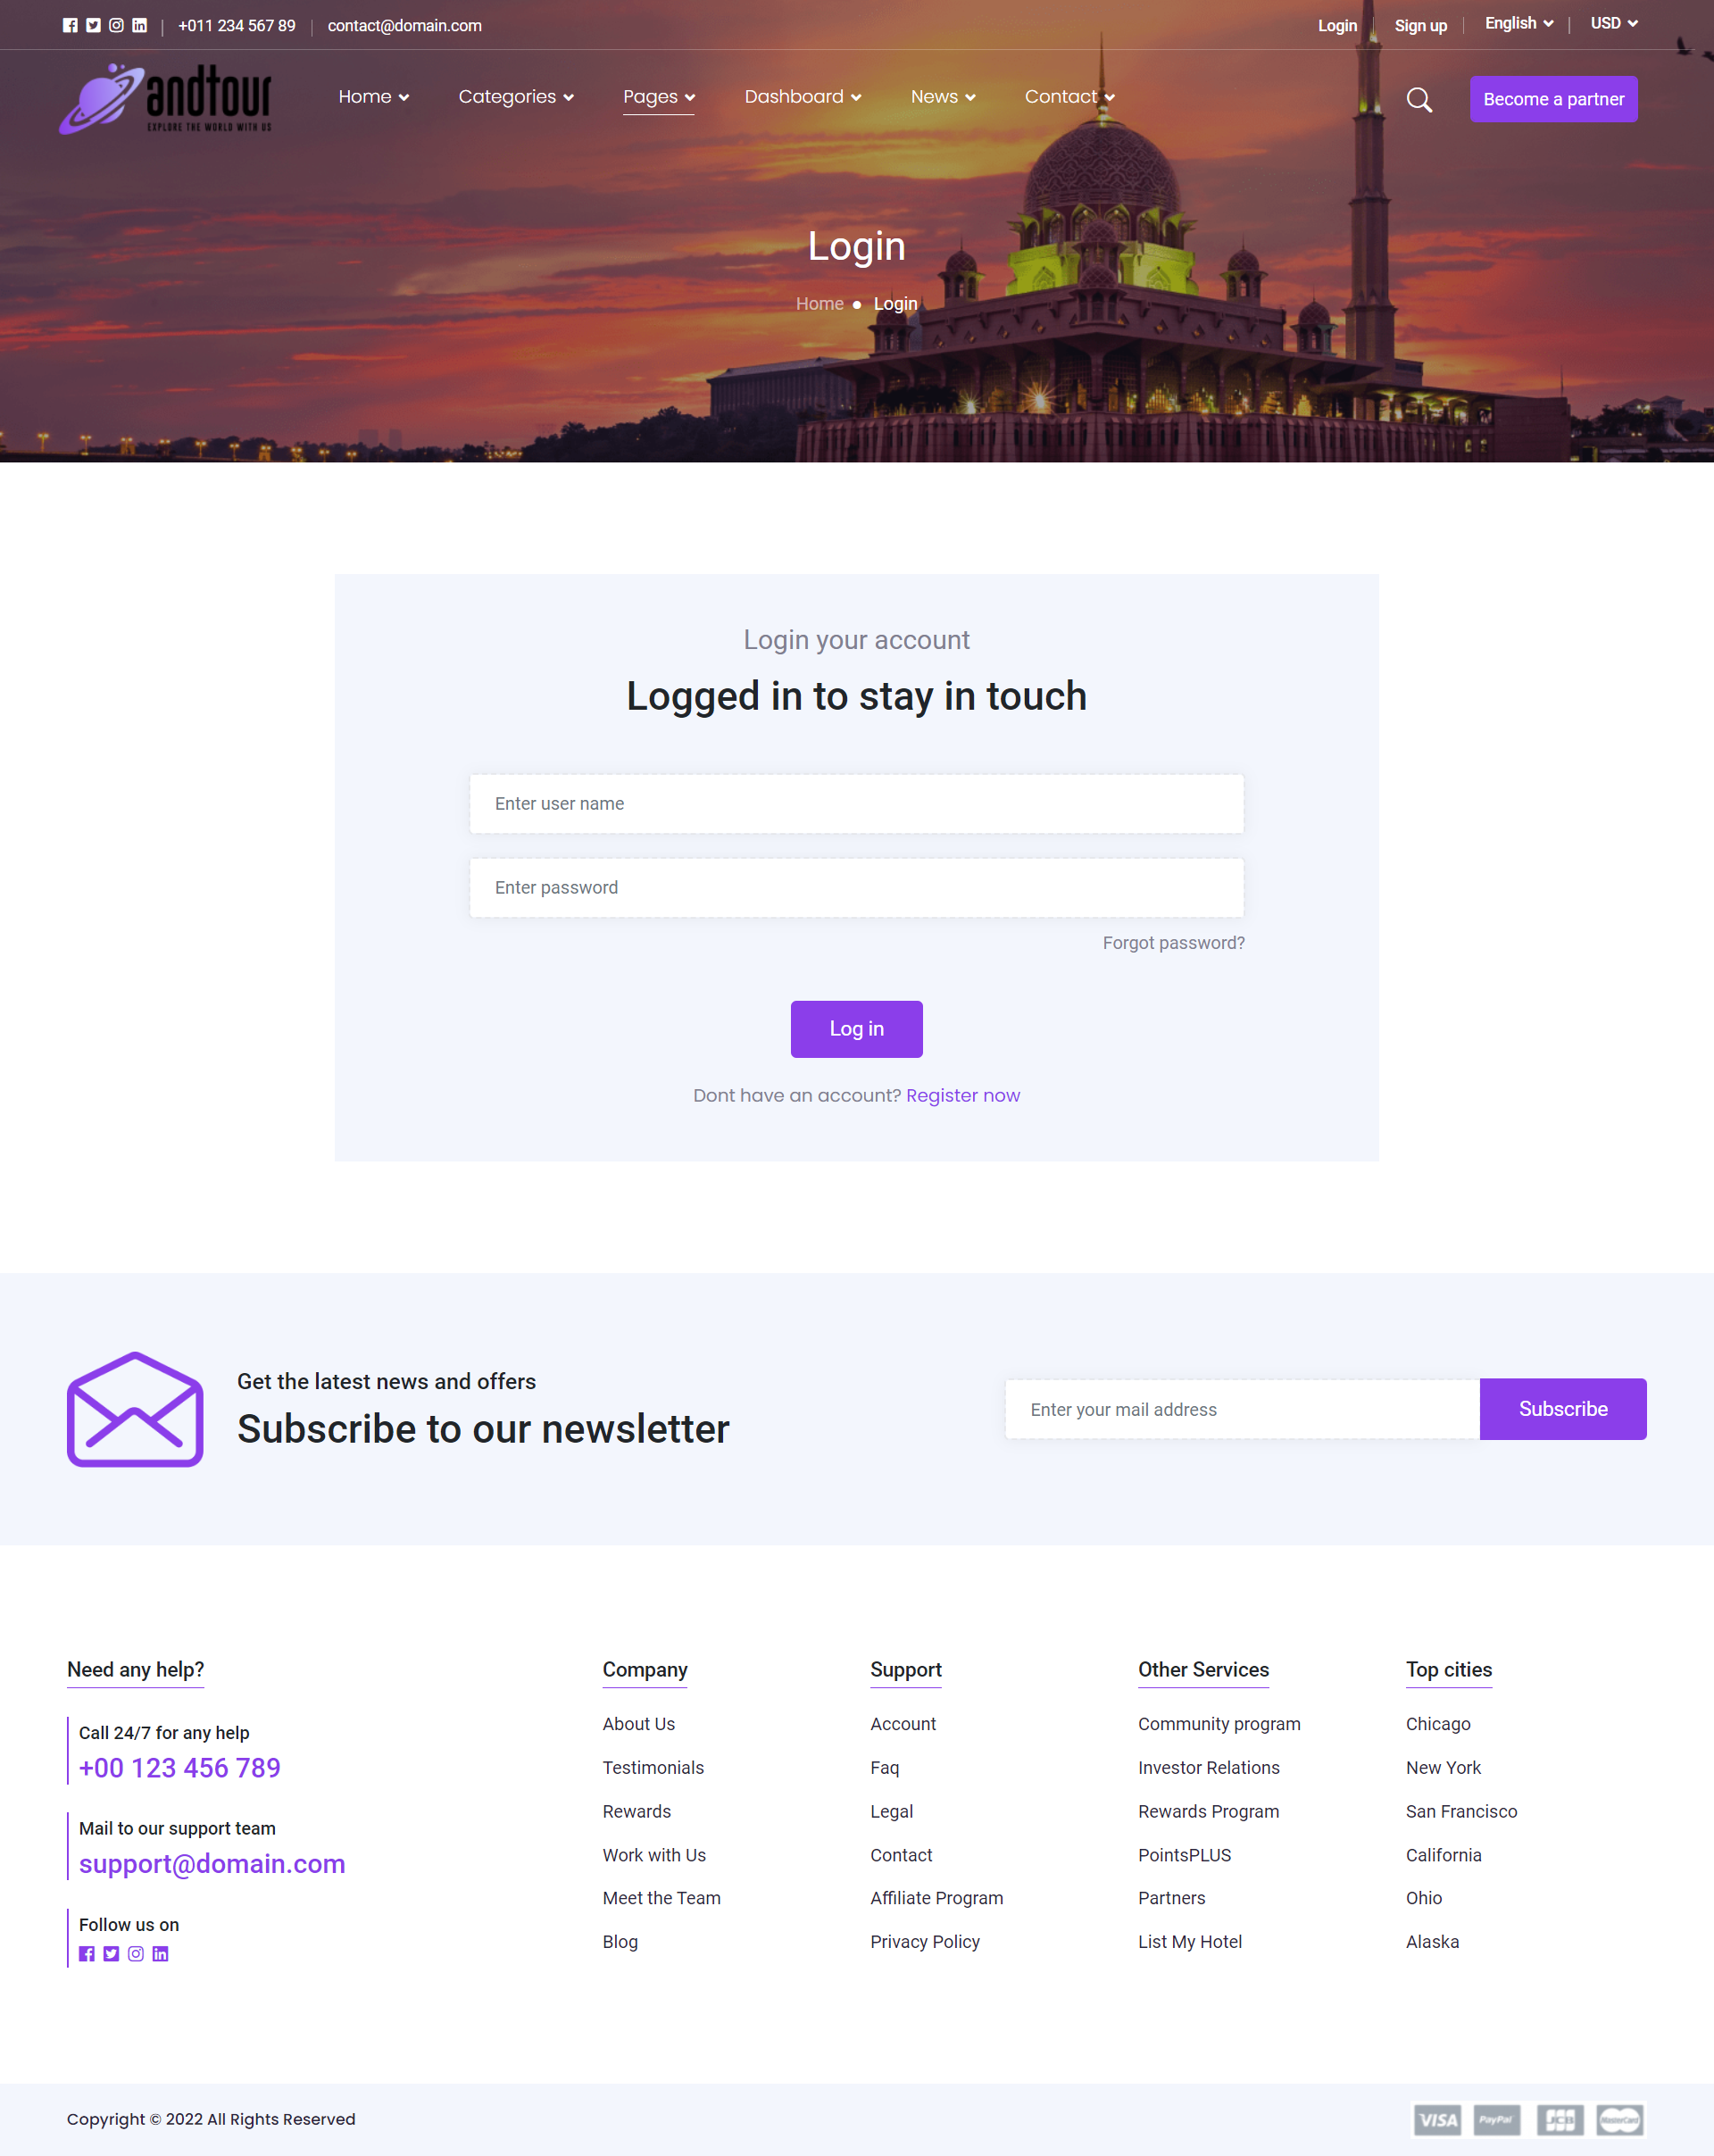 +011 234 567 89
contact@domain.com
Login
Sign up
English
USD
andtour
EXPLORE THE WORLD WITH US
Home
Categories
Pages
Dashboard
News
Contact
Become a partner
Login
Home
Login
Login your account
Logged in to stay in touch
Enter user name
Enter password
Forgot password?
Log in
Dont have an account? Register now
Get the latest news and offers
Subscribe to our newsletter
Enter your mail address
Subscribe
Need any help?
Call 24/7 for any help
+00 123 456 789
Mail to our support team
support@domain.com
Follow us on
Company
About Us
Testimonials
Rewards
Work with Us
Meet the Team
Blog
Support
Account
Faq
Legal
Contact
Affiliate Program
Privacy Policy
Other Services
Community program
Investor Relations
Rewards Program
PointsPLUS
Partners
List My Hotel
Top cities
Chicago
New York
San Francisco
California
Ohio
Alaska
Copyright © 2022 All Rights Reserved
VISA
PayPal
JCB
MasterCard